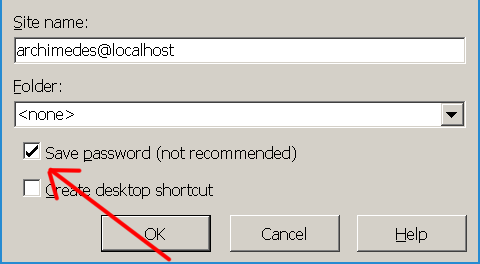 Site name:
archimedes@localhost
Folder:
<none>
Save password (not recommended)
Create desktop shortcut
OK
Cancel
Help